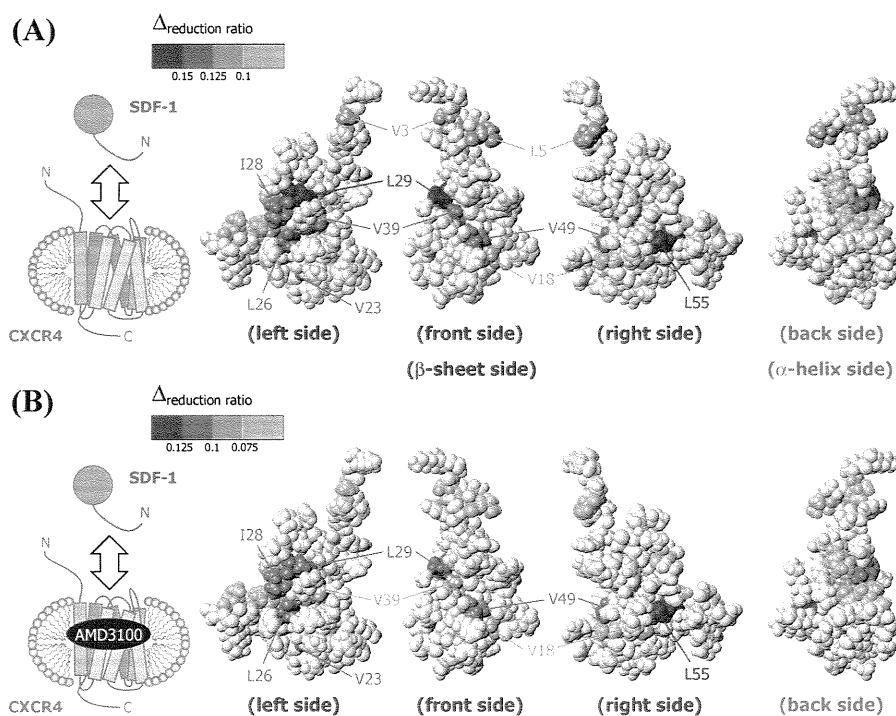 (A)
Δreduction ratio
0.15 0.125 0.1
SDF-1
N
N
CXCR4
C
V3
L5
I28
L29
V39
V49
V18
L26
V23
L55
(left side)
(front side)
(right side)
(back side)
(β-sheet side)
(α-helix side)
(B)
Δreduction ratio
0.125 0.1 0.075
SDF-1
N
N
AMD3100
CXCR4
C
I28
L29
V39
V49
V18
L26
V23
L55
(left side)
(front side)
(right side)
(back side)